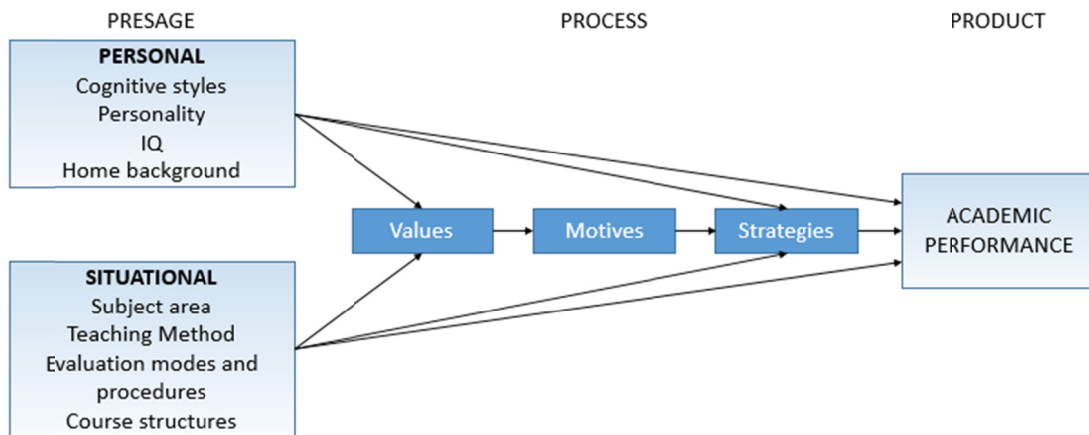 PRESAGE
PROCESS
PRODUCT
PERSONAL
Cognitive styles
Personality
IQ
Home background
Values
Motives
Strategies
ACADEMIC
PERFORMANCE
SITUATIONAL
Subject area
Teaching Method
Evaluation modes and
procedures
Course structures